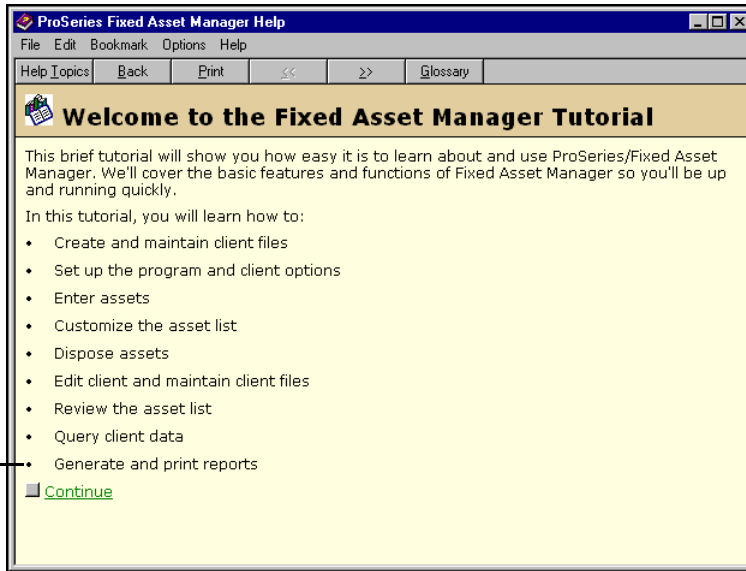 ProSeries Fixed Asset Manager Help
File Edit Bookmark Options Help
Help Topics Back Print << >> Glossary
Welcome to the Fixed Asset Manager Tutorial
This brief tutorial will show you how easy it is to learn about and use ProSeries/Fixed Asset
Manager. We'll cover the basic features and functions of Fixed Asset Manager so you'll be up
and running quickly.
In this tutorial, you will learn how to:
• Create and maintain client files
• Set up the program and client options
• Enter assets
• Customize the asset list
• Dispose assets
• Edit client and maintain client files
• Review the asset list
• Query client data
• Generate and print reports
Continue